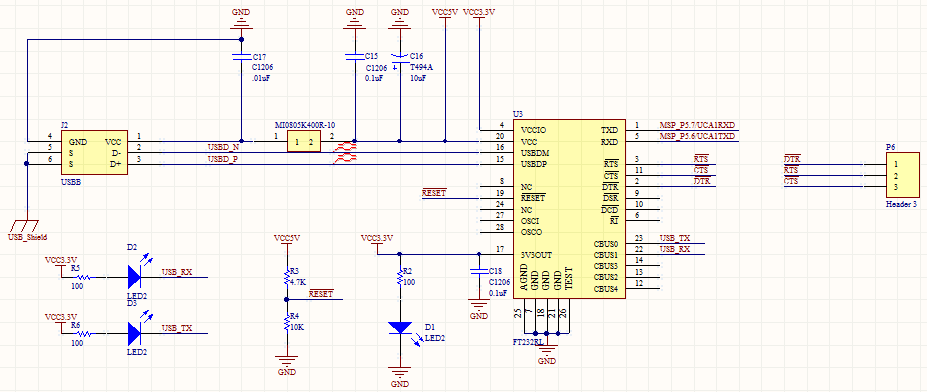 GND GND GND VCC5V VCC3.3V
C17
C1206
.01uF
C15
C1206
0.1uF
C16
T494A
10uF
J2
4 GND VCC 1
5 S D- 2
6 S D+ 3
USBB
USB_Shield
MI0805K400R-10
1 1 2 2
USBD_N
USBD_P
RESET
U3
4 VCCIO TXD 1 MSP_P5.7/UCA1RXD
20 VCC RXD 5 MSP_P5.6/UCA1TXD
16 USBDM
15 USBDP RTS 3 RTS
CTS 11 CTS
8 NC DTR 2 DTR
19 RESET DSR 9
24 NC DCD 10
27 OSCI RI 6
28 OSCO
CBUS0 23 USB_TX
17 3V3OUT CBUS1 22 USB_RX
CBUS3 14
CBUS2 13
CBUS4 12
AGND GND GND GND TEST
25 7 18 21 26
FT232RL
GND
P6
DTR 1
RTS 2
CTS 3
Header 3
D2
VCC3.3V
R5
100
USB_RX
LED2
D3
VCC3.3V
R6
100
USB_TX
LED2
VCC5V
R3
4.7K
RESET
R4
10K
GND
VCC3.3V
R2
100
D1
LED2
GND
C18
C1206
0.1uF
GND